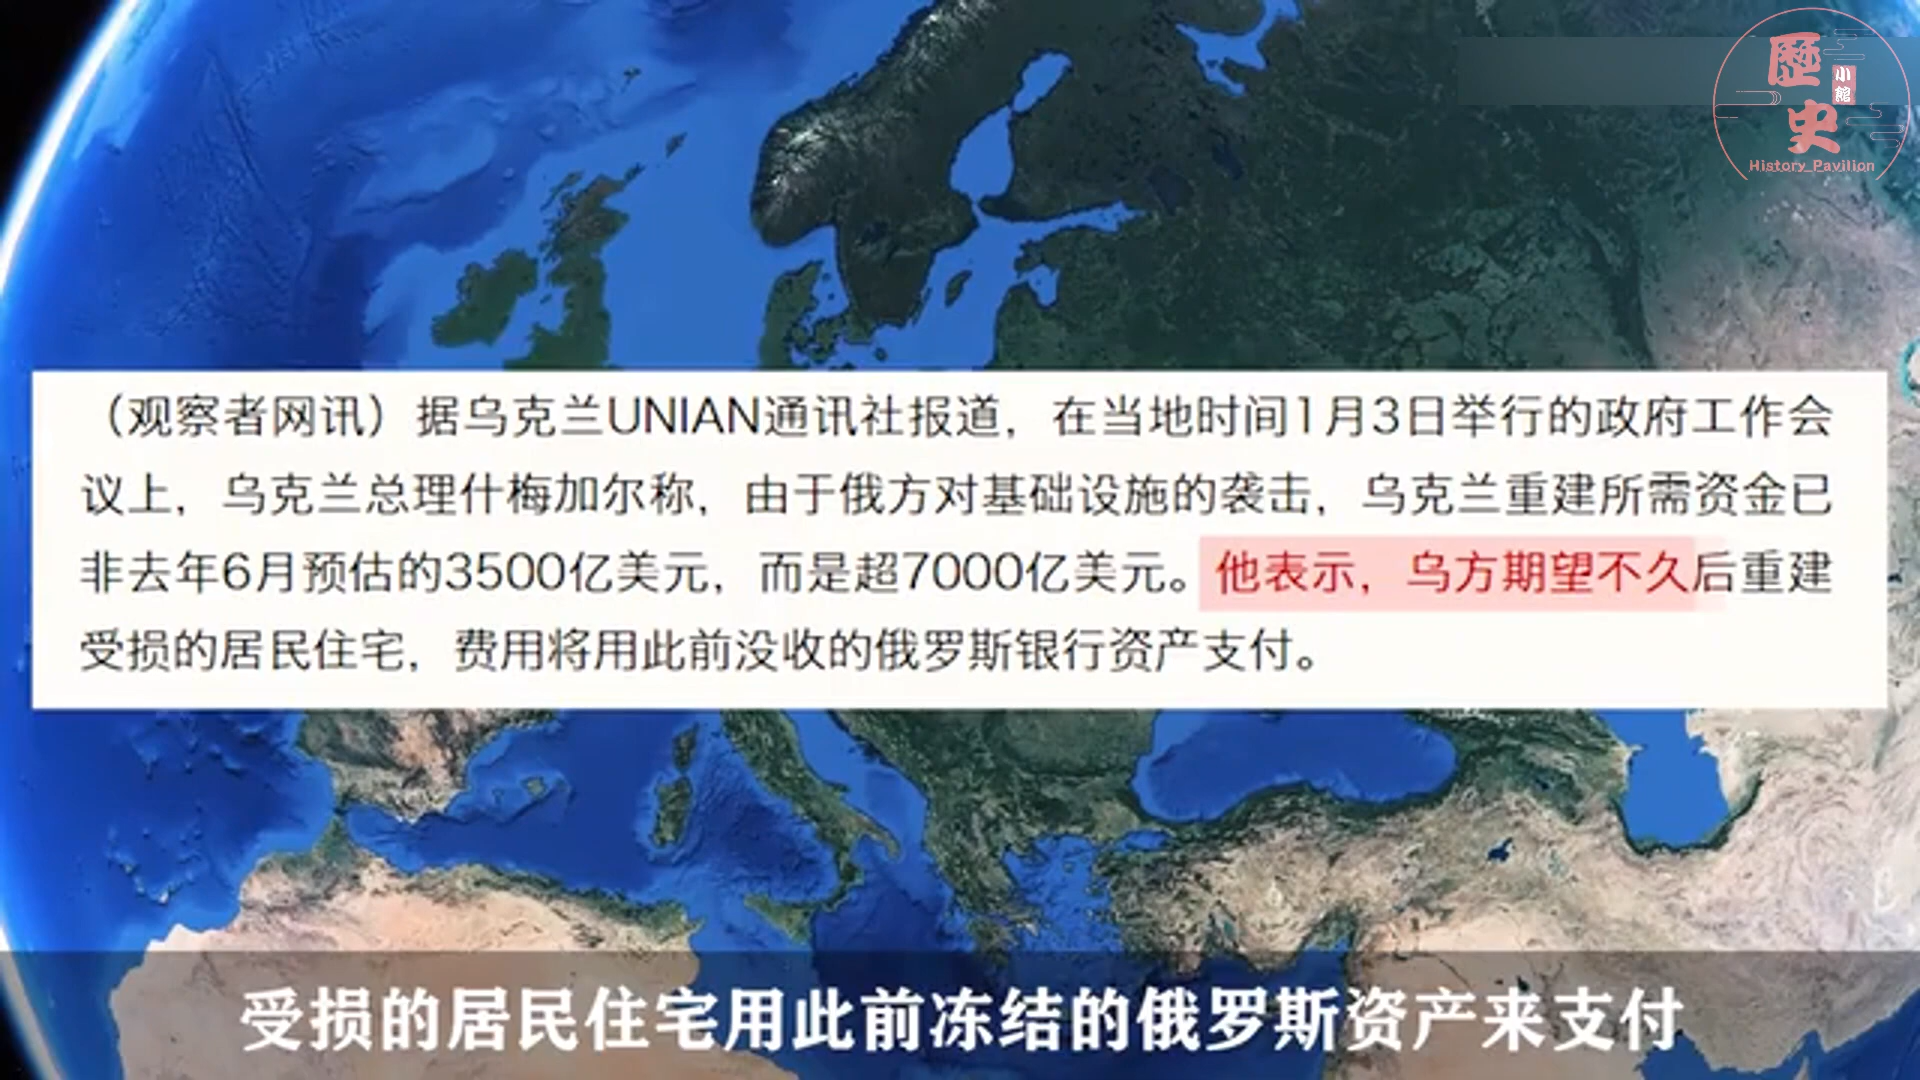 歷史
小館
History_Pavilion
（观察者网讯）据乌克兰UNIAN通讯社报道，在当地时间1月3日举行的政府工作会
议上，乌克兰总理什梅加尔称，由于俄方对基础设施的袭击，乌克兰重建所需资金已
非去年6月预估的3500亿美元，而是超7000亿美元。他表示，乌方期望不久后重建
受损的居民住宅，费用将用此前没收的俄罗斯银行资产支付。
受损的居民住宅用此前冻结的俄罗斯资产来支付